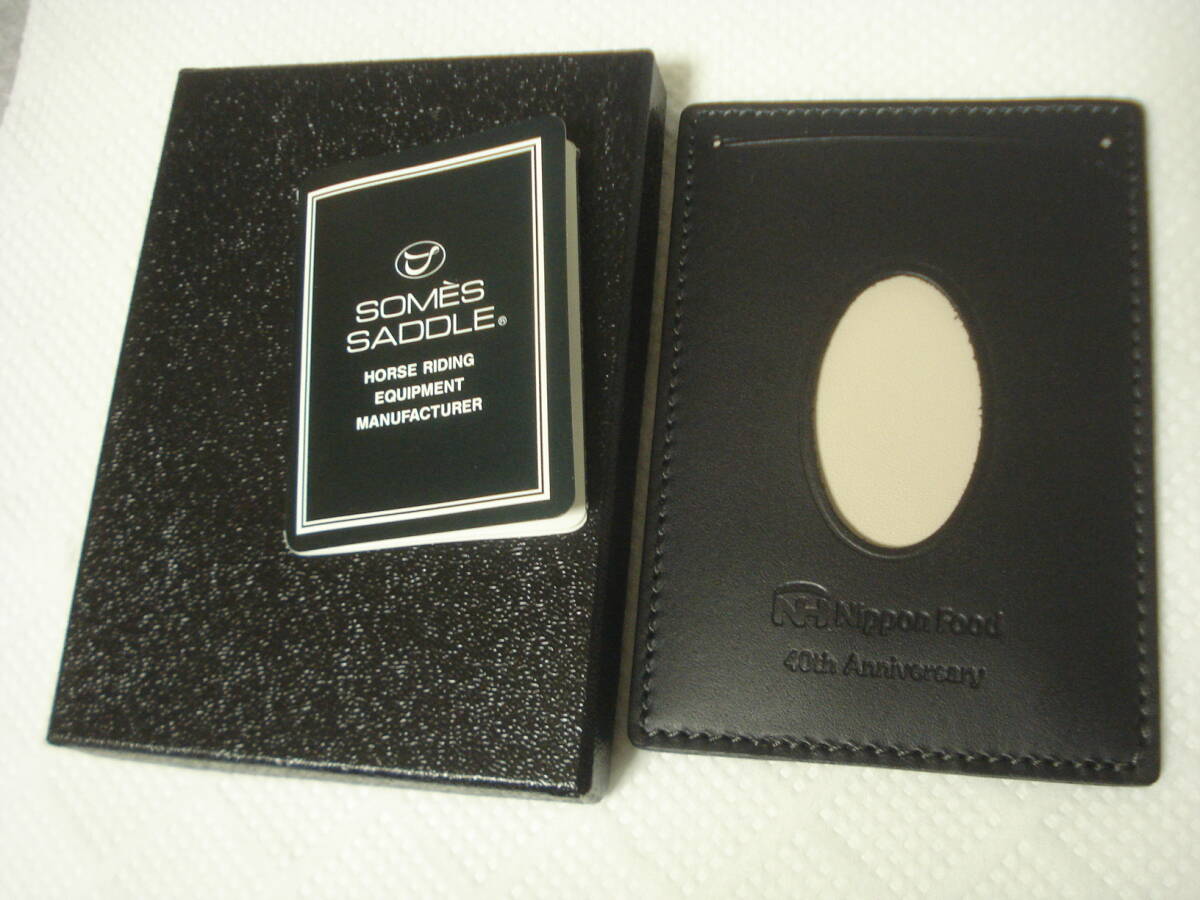 SOMÈS
SADDLE®
HORSE RIDING
EQUIPMENT
MANUFACTURER
NH Nippon Food
40th Anniversary